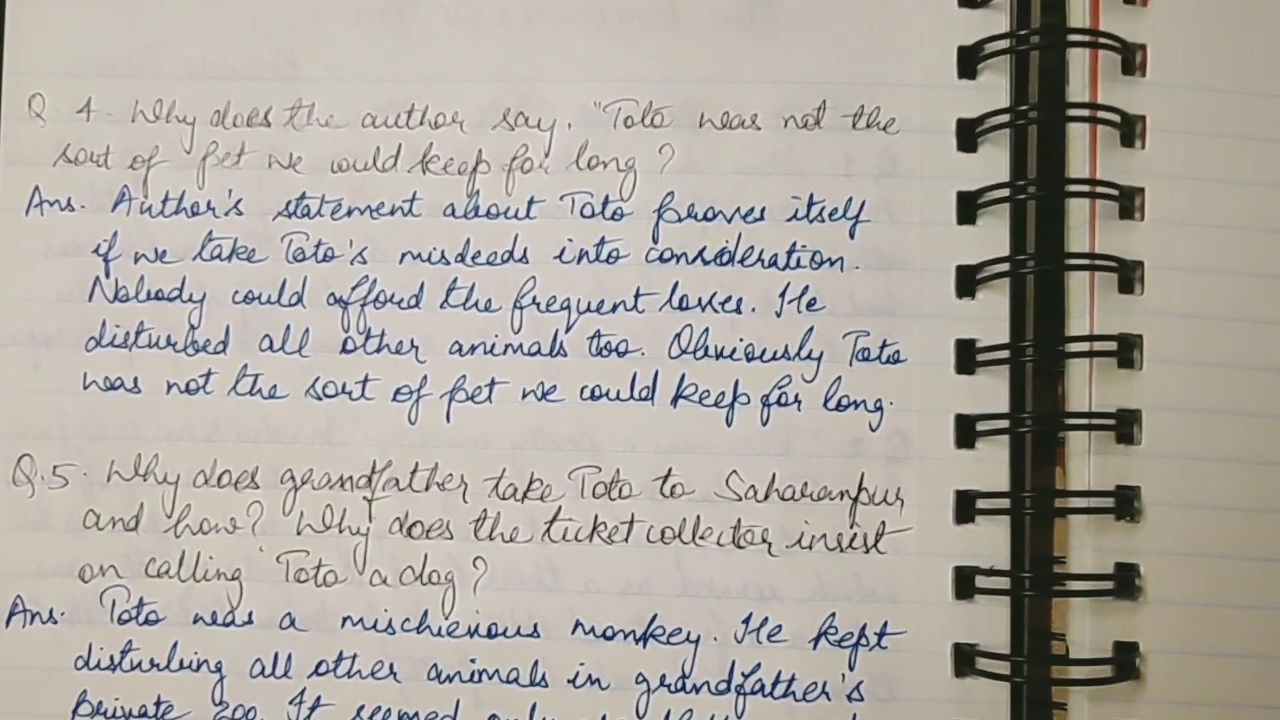 Q. 4. Why does the author say, "Toto was not the
sort of pet we could keep for long?
Ans. Author's statement about Toto proves itself
if we take Toto's misdeeds into consideration.
Nobody could afford the frequent loses. He
disturbed all other animals too. Obviously Toto
was not the sort of pet we could keep for long.
Q.5. Why does grandfather take Toto to Saharanpur
and how? Why does the ticket collector insist
on calling Toto a dog?
Ans. Toto was a mischievous monkey. He kept
disturbing all other animals in grandfather's
private zoo. It seemed only